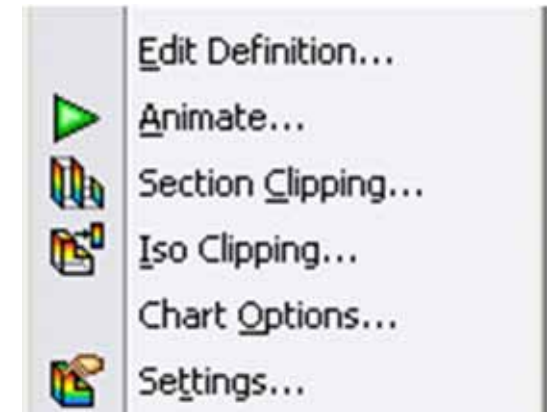 Edit Definition...
Animate...
Section Clipping...
Iso Clipping...
Chart Options...
Settings...